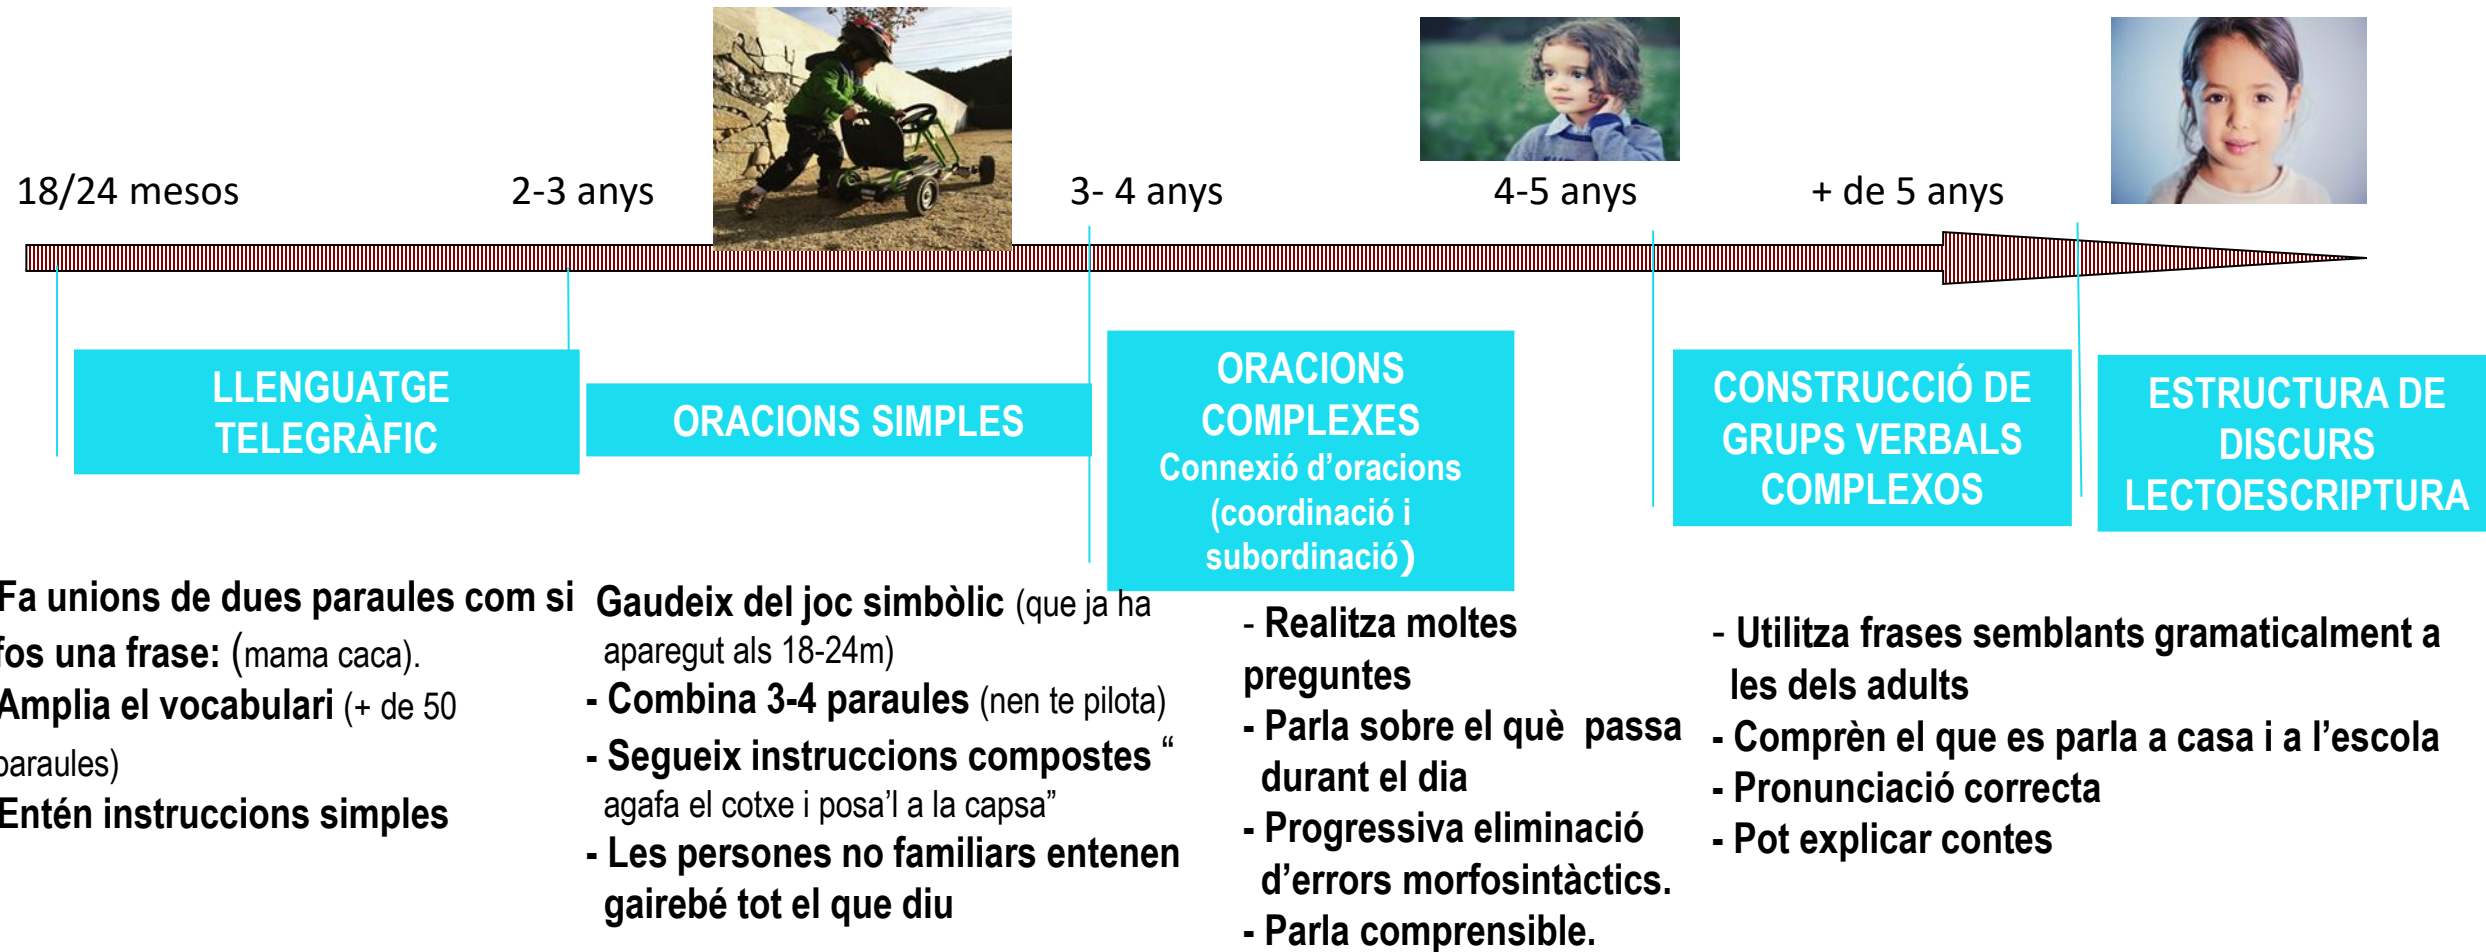 18/24 mesos
2-3 anys
3- 4 anys
4-5 anys
+ de 5 anys
LLENGUATGE
TELEGRÀFIC
ORACIONS SIMPLES
ORACIONS
COMPLEXES
Connexió d’oracions
(coordinació i
subordinació)
CONSTRUCCIÓ DE
GRUPS VERBALS
COMPLEXOS
ESTRUCTURA DE
DISCURS
LECTOESCRIPTURA
Fa unions de dues paraules com si
fos una frase: (mama caca).
Amplia el vocabulari (+ de 50
paraules)
Entén instruccions simples
Gaudeix del joc simbòlic (que ja ha
aparegut als 18-24m)
- Combina 3-4 paraules (nen te pilota)
- Segueix instruccions compostes “
agafa el cotxe i posa’l a la capsa”
- Les persones no familiars entenen
gairebé tot el que diu
- Realitza moltes
preguntes
- Parla sobre el què  passa
durant el dia
- Progressiva eliminació
d’errors morfosintàctics.
- Parla comprensible.
- Utilitza frases semblants gramaticalment a
les dels adults
- Comprèn el que es parla a casa i a l’escola
- Pronunciació correcta
- Pot explicar contes